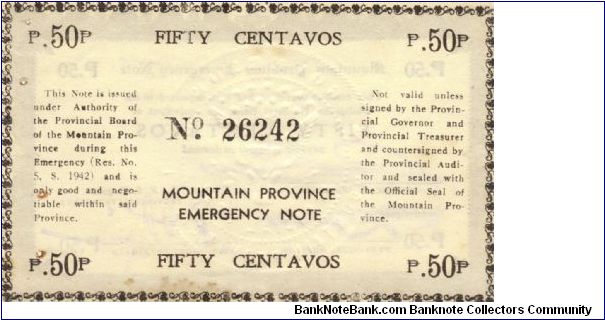 ₱.50₱ FIFTY CENTAVOS ₱.50₱
This Note is issued
under Authority of
the Provincial Board
of the Mountain Pro-
vince during this
Emergency (Res. No.
5, S. 1942) and is
only good and nego-
tiable within said
Province.
No. 26242
MOUNTAIN PROVINCE
EMERGENCY NOTE
Not valid unless
signed by the Provin-
cial Governor and
Provincial Treasurer
and countersigned by
the Provincial Audi-
tor and sealed with
the Official Seal of
the Mountain Pro-
vince.
₱.50₱ FIFTY CENTAVOS ₱.50₱
BankNoteBank.com Banknote Collectors Community